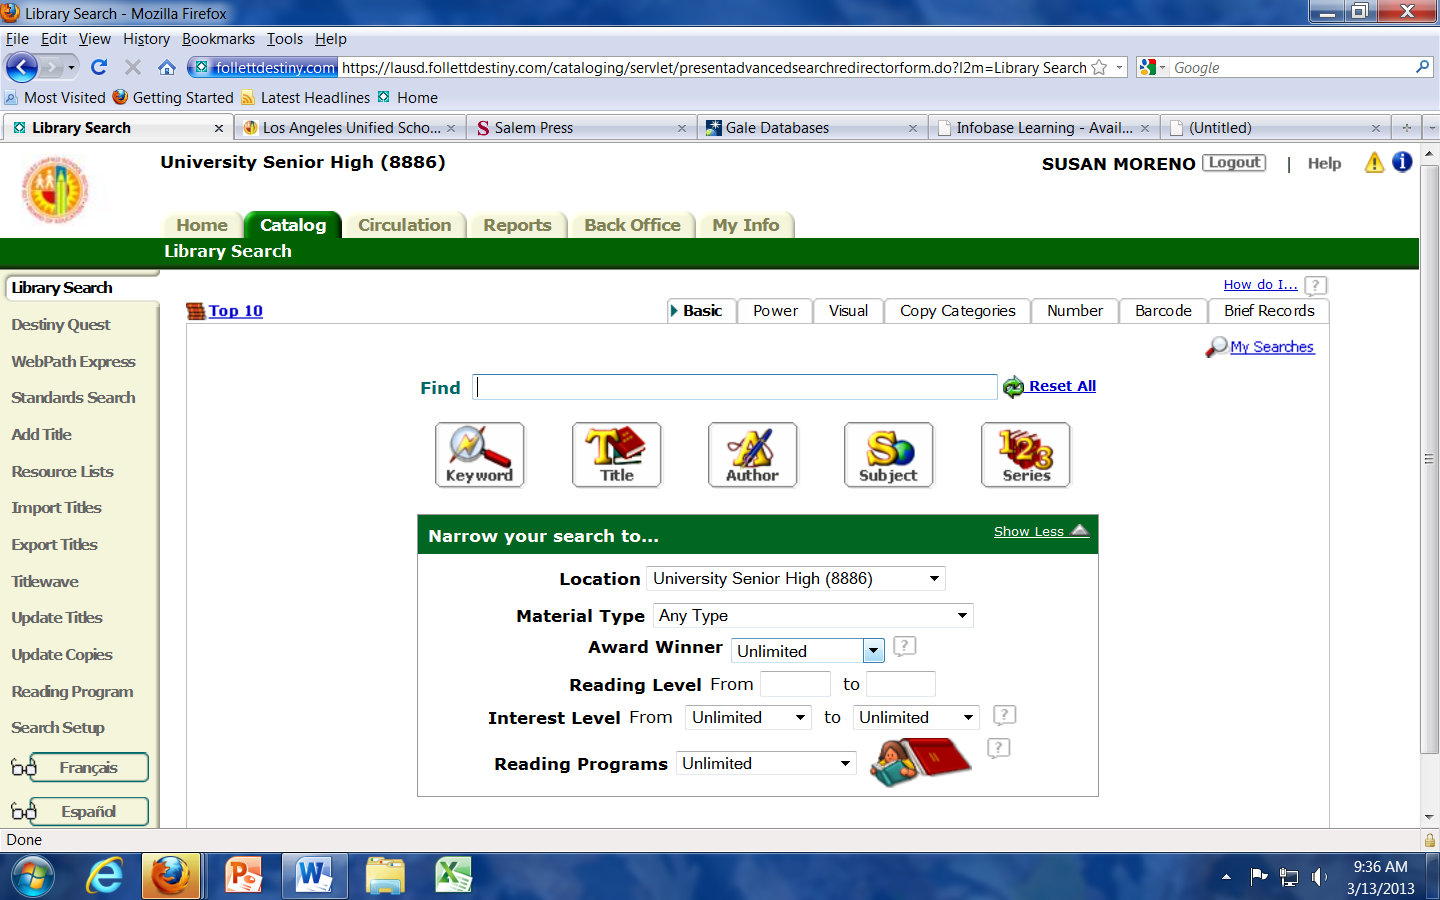 Library Search - Mozilla Firefox
File Edit View History Bookmarks Tools Help
follettdestiny.com https://lausd.follettdestiny.com/cataloging/servlet/presentadvancedsearchredirectorform.do?l2m=Library Search Google
Most Visited Getting Started Latest Headlines Home
Library Search Los Angeles Unified Scho... Salem Press Gale Databases Infobase Learning - Avail... (Untitled)
University Senior High (8886) SUSAN MORENO Logout | Help
Home Catalog Circulation Reports Back Office My Info
Library Search
Library Search
Destiny Quest
WebPath Express
Standards Search
Add Title
Resource Lists
Import Titles
Export Titles
Titlewave
Update Titles
Update Copies
Reading Program
Search Setup
Français
Español
How do I... ?
Top 10 Basic Power Visual Copy Categories Number Barcode Brief Records
My Searches
Find Reset All
Keyword Title Author Subject Series
Narrow your search to... Show Less
Location University Senior High (8886)
Material Type Any Type
Award Winner Unlimited ?
Reading Level From to
Interest Level From Unlimited to Unlimited ?
Reading Programs Unlimited ?
Done
9:36 AM
3/13/2013